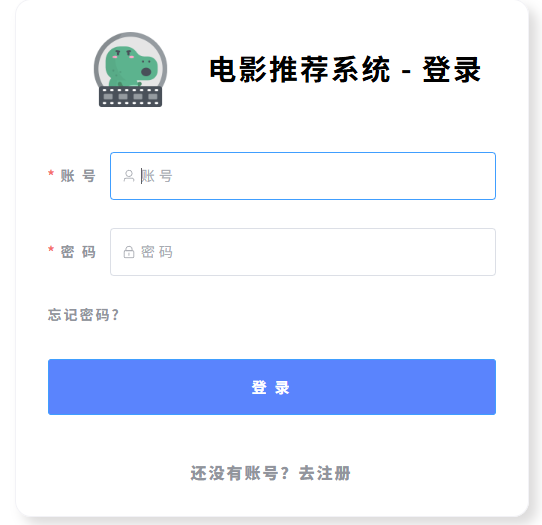 电影推荐系统 - 登录
* 账 号 账 号
* 密 码 密 码
忘记密码?
登 录
还没有账号？去注册